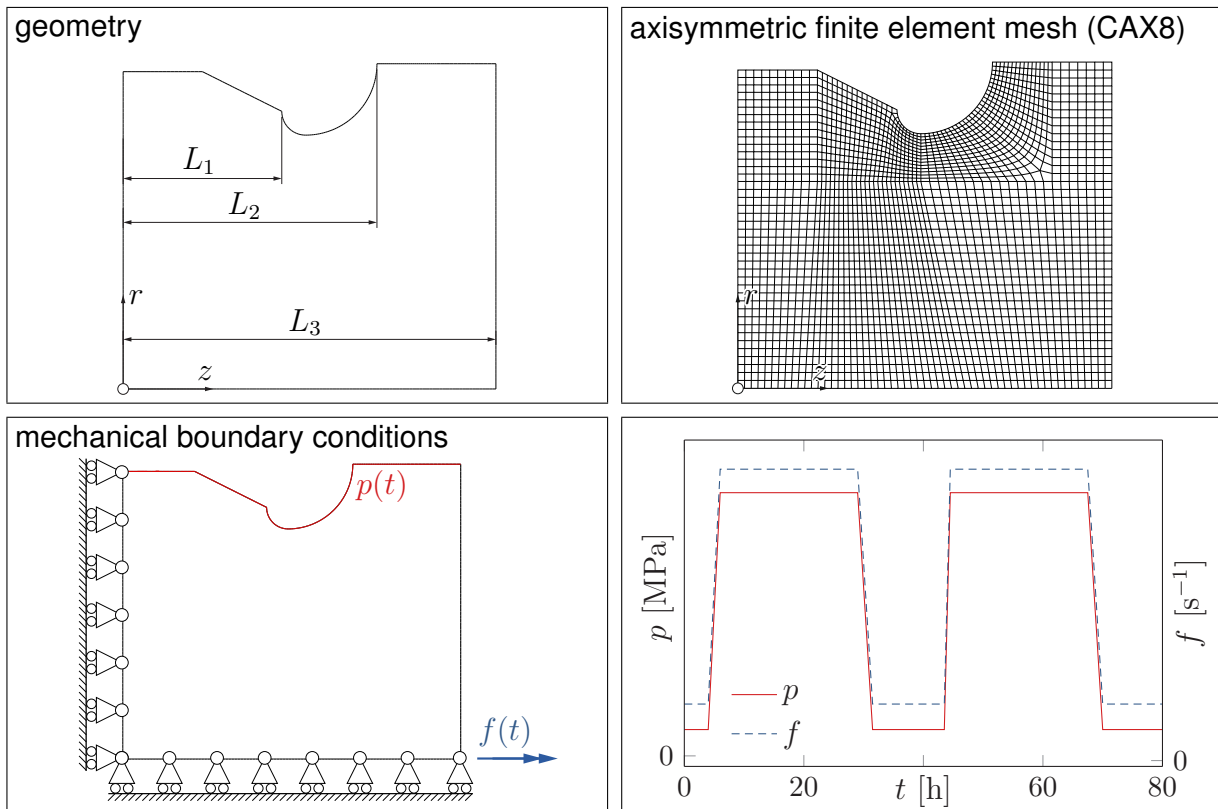 geometry
L₁
L₂
r
L₃
z
axisymmetric finite element mesh (CAX8)
r
z
mechanical boundary conditions
p(t)
f(t)
p [MPa]
0
p
f
0 20 40 60 80
t [h]
f [s⁻¹]
0